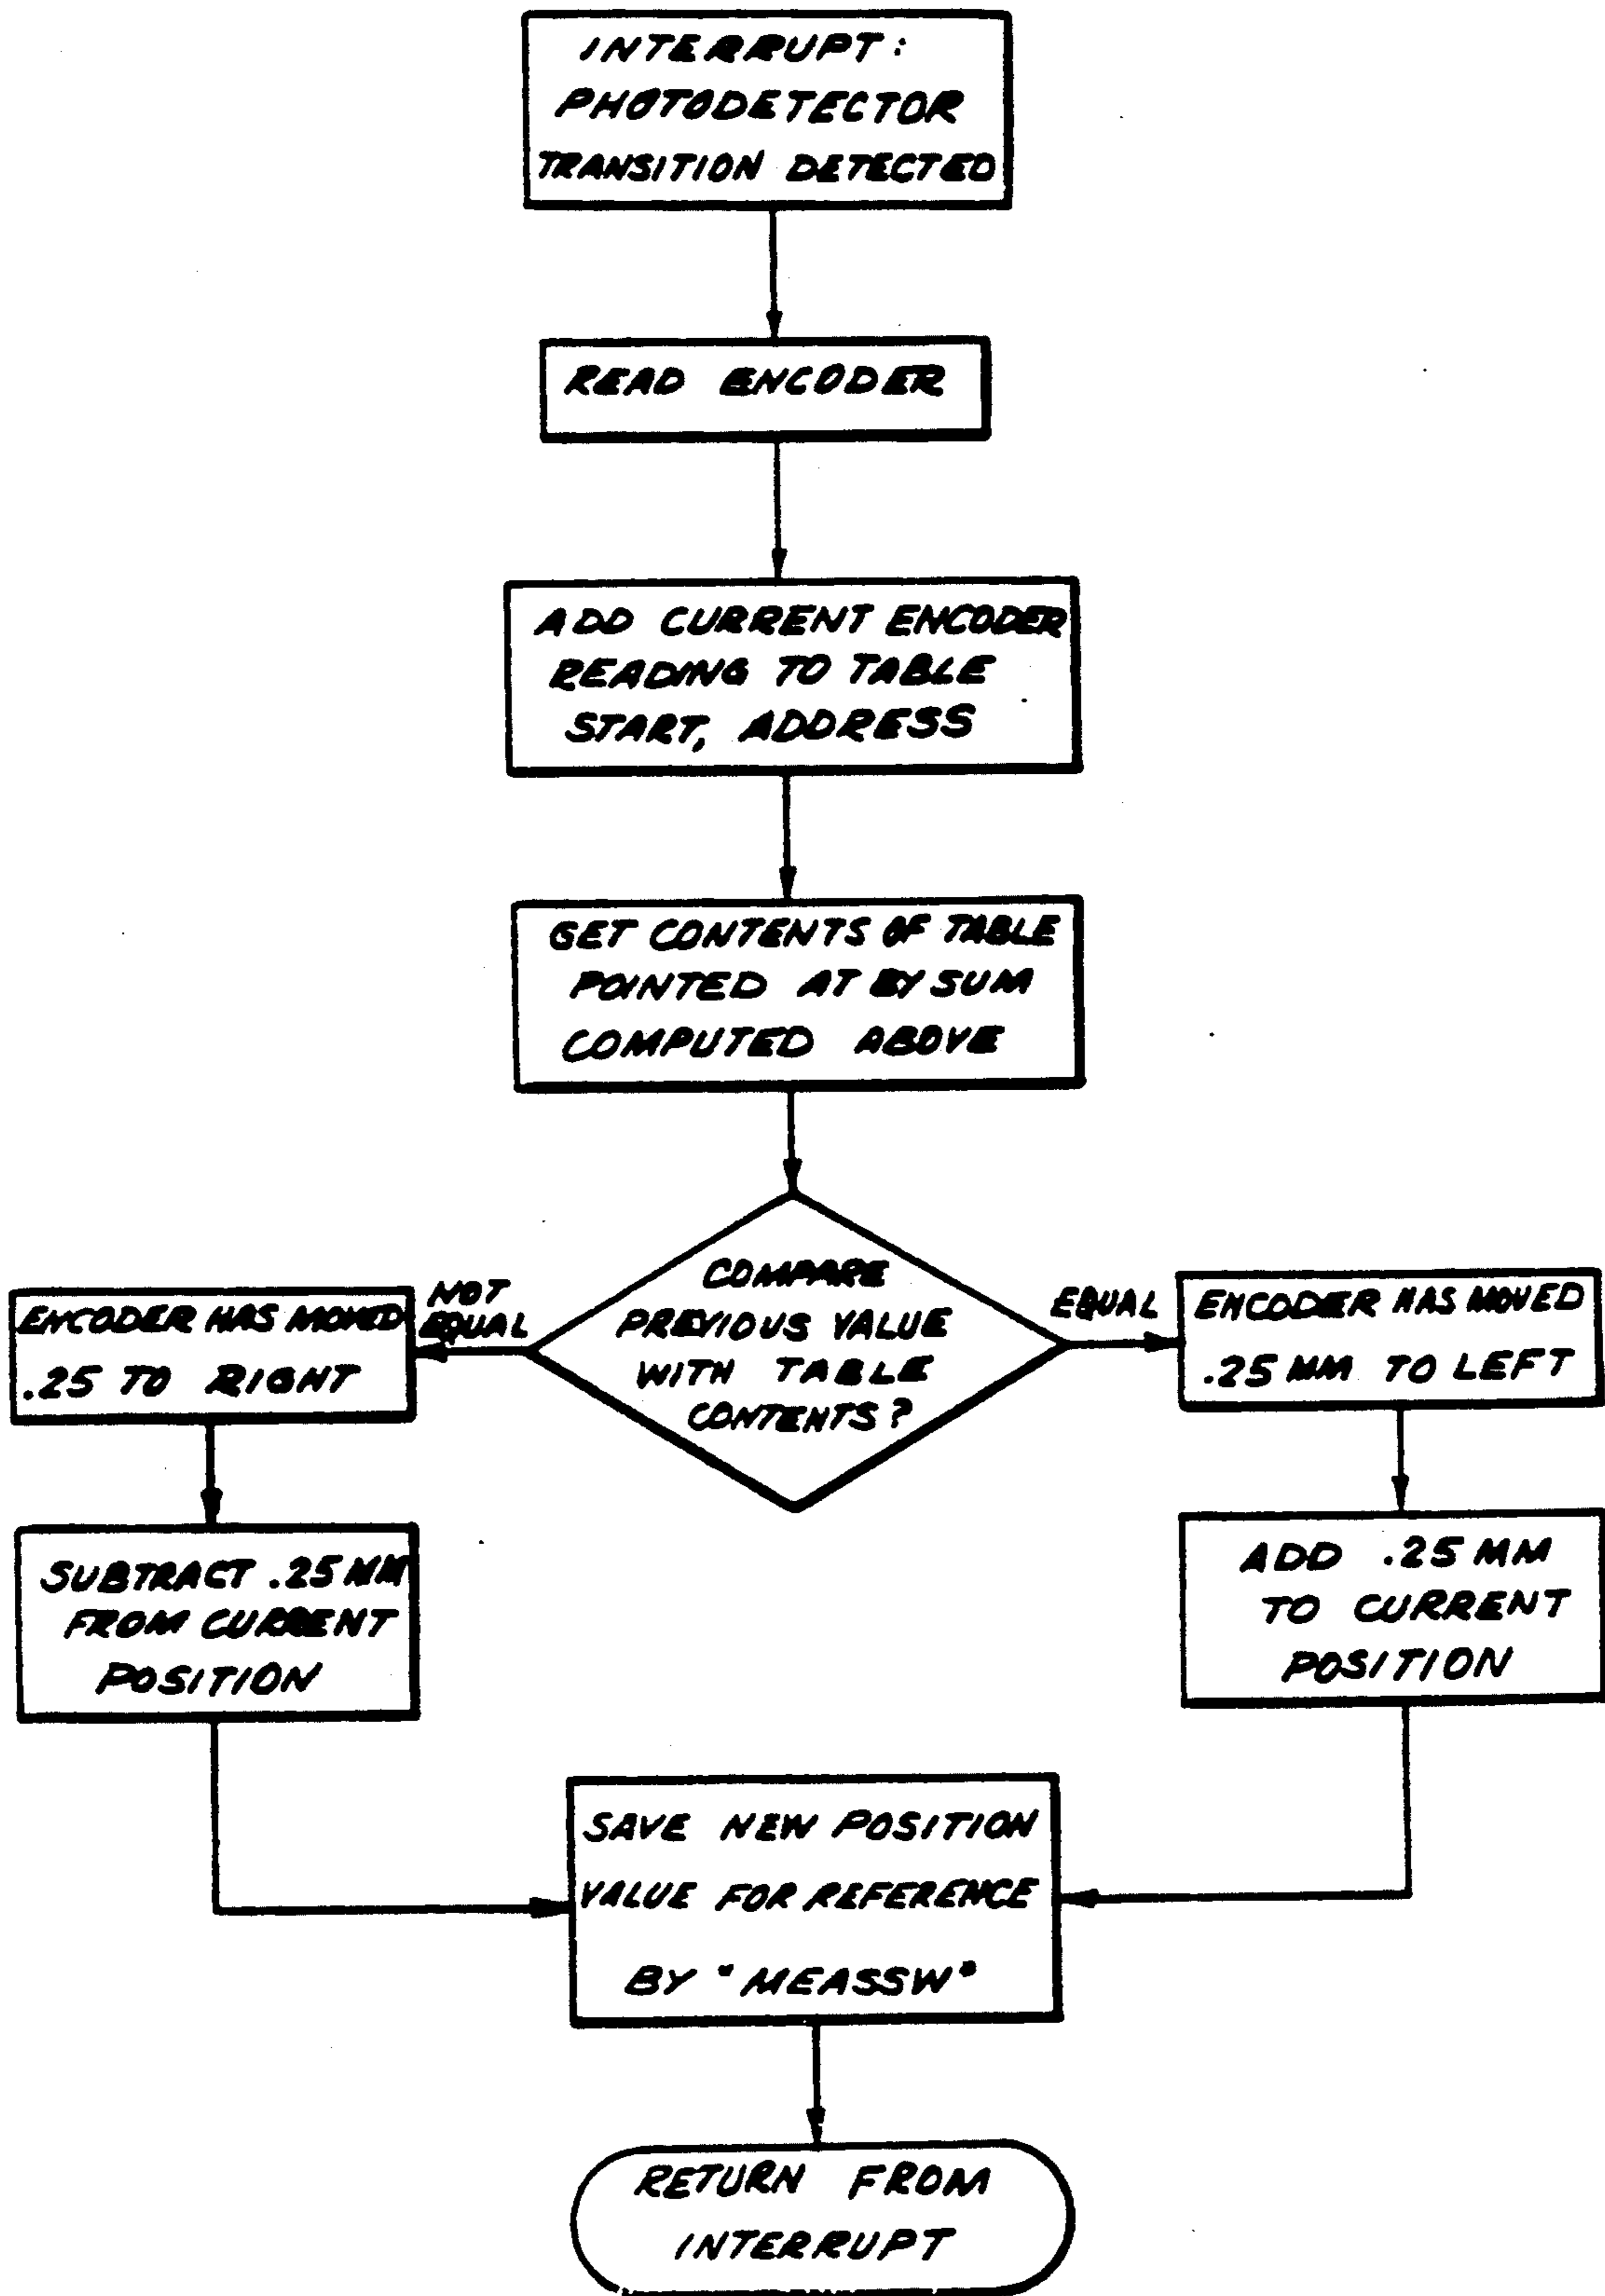 INTERRUPT:
PHOTODETECTOR
TRANSITION DETECTED
READ ENCODER
ADD CURRENT ENCODER
READING TO TABLE
START, ADDRESS
GET CONTENTS OF TABLE
POINTED AT BY SUM
COMPUTED ABOVE
COMPARE
PREVIOUS VALUE
WITH TABLE
CONTENTS?
NOT
EQUAL
ENCODER HAS MOVED
.25 TO RIGHT
EQUAL
ENCODER HAS MOVED
.25 MM TO LEFT
SUBTRACT .25 MM
FROM CURRENT
POSITION
ADD .25 MM
TO CURRENT
POSITION
SAVE NEW POSITION
VALUE FOR REFERENCE
BY "MEASSW"
RETURN FROM
INTERRUPT